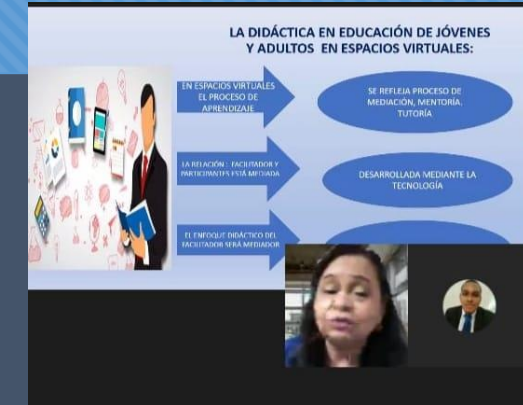 LA DIDÁCTICA EN EDUCACIÓN DE JÓVENES
Y ADULTOS EN ESPACIOS VIRTUALES:
EN ESPACIOS VIRTUALES
EL PROCESO DE
APRENDIZAJE
SE REFLEJA PROCESO DE
MEDIACIÓN, MENTORÍA.
TUTORÍA
LA RELACIÓN : FACILITADOR Y
PARTICIPANTES ESTÁ MEDIADA
DESARROLLADA MEDIANTE LA
TECNOLOGÍA
EL ENFOQUE DIDÁCTICO DEL
FACILITADOR SERÁ MEDIADOR